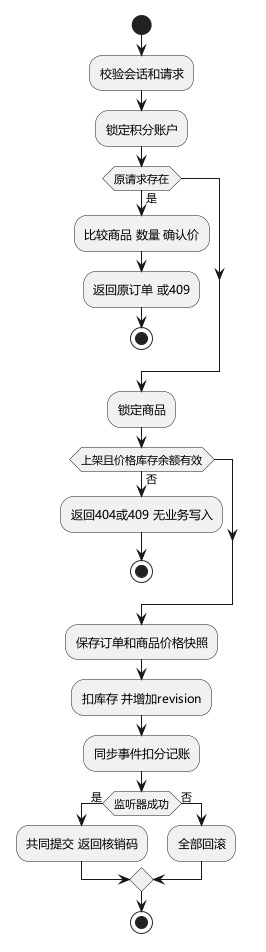 校验会话和请求
锁定积分账户
原请求存在
是
比较商品 数量 确认价
返回原订单 或409
锁定商品
上架且价格库存余额有效
否
返回404或409 无业务写入
保存订单和商品价格快照
扣库存 并增加revision
同步事件扣分记账
是
监听器成功
否
共同提交 返回核销码
全部回滚